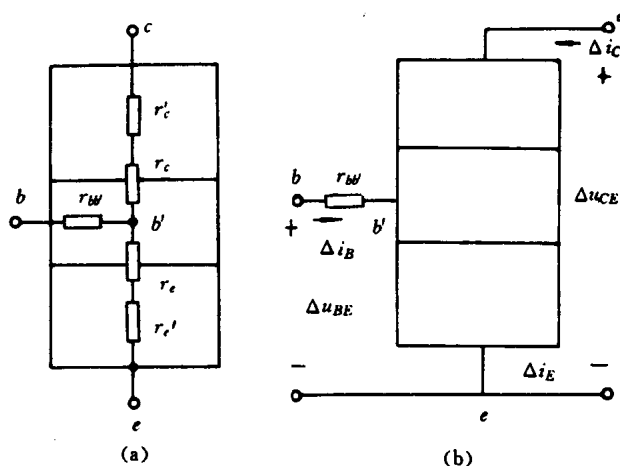 c
r'c
rc
b
rbb'
b'
re
re'
e
(a)
Δic
+
b
rbb'
+
b'
ΔiB
ΔuCE
ΔuBE
−
−
ΔiE
e
(b)